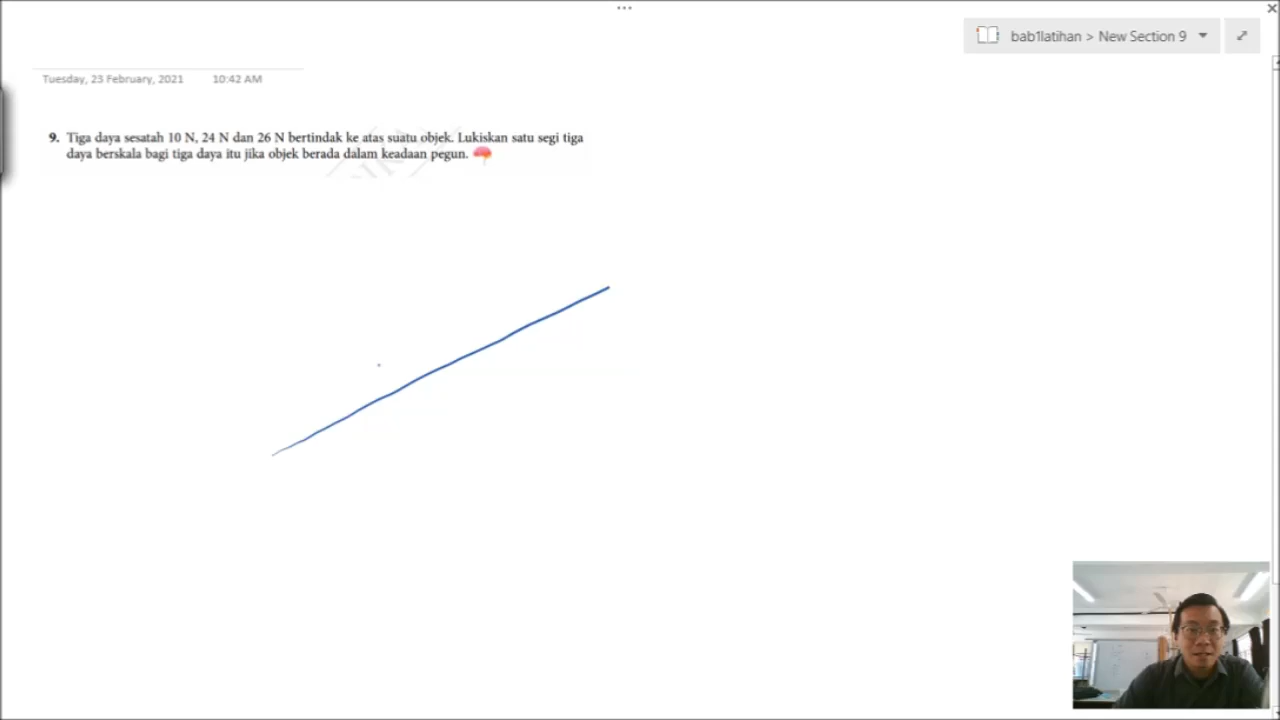 bab1latihan > New Section 9
Tuesday, 23 February, 2021 10:42 AM
9. Tiga daya sesatah 10 N, 24 N dan 26 N bertindak ke atas suatu objek. Lukiskan satu segi tiga
daya berskala bagi tiga daya itu jika objek berada dalam keadaan pegun.